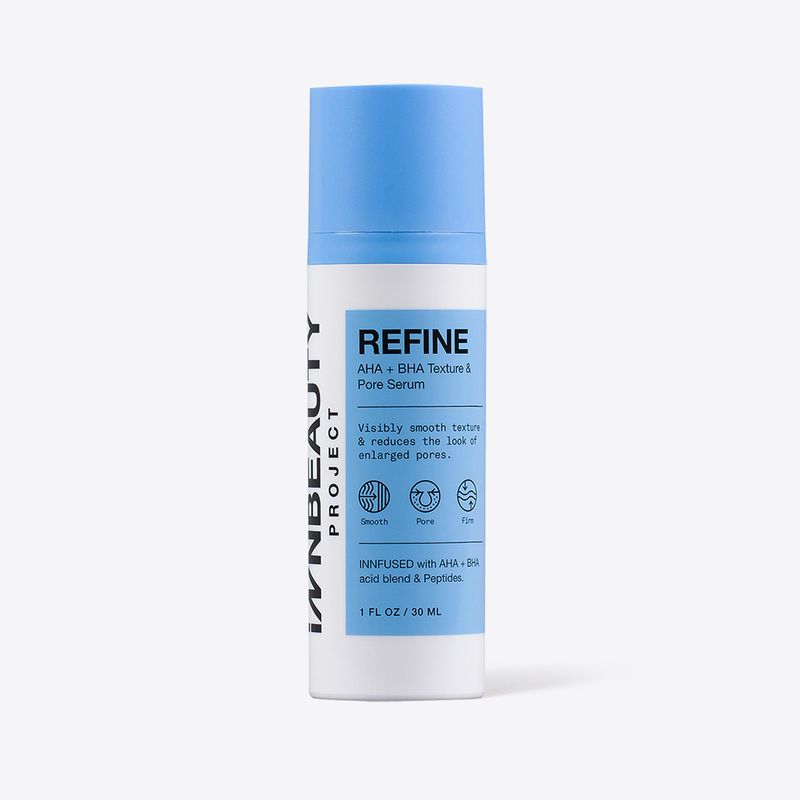 INNBEAUTY
PROJECT
REFINE
AHA + BHA Texture &
Pore Serum
Visibly smooth texture
& reduces the look of
enlarged pores.
Smooth Pore Firm
INNFUSED with AHA + BHA
acid blend & Peptides.
1 FL OZ / 30 ML